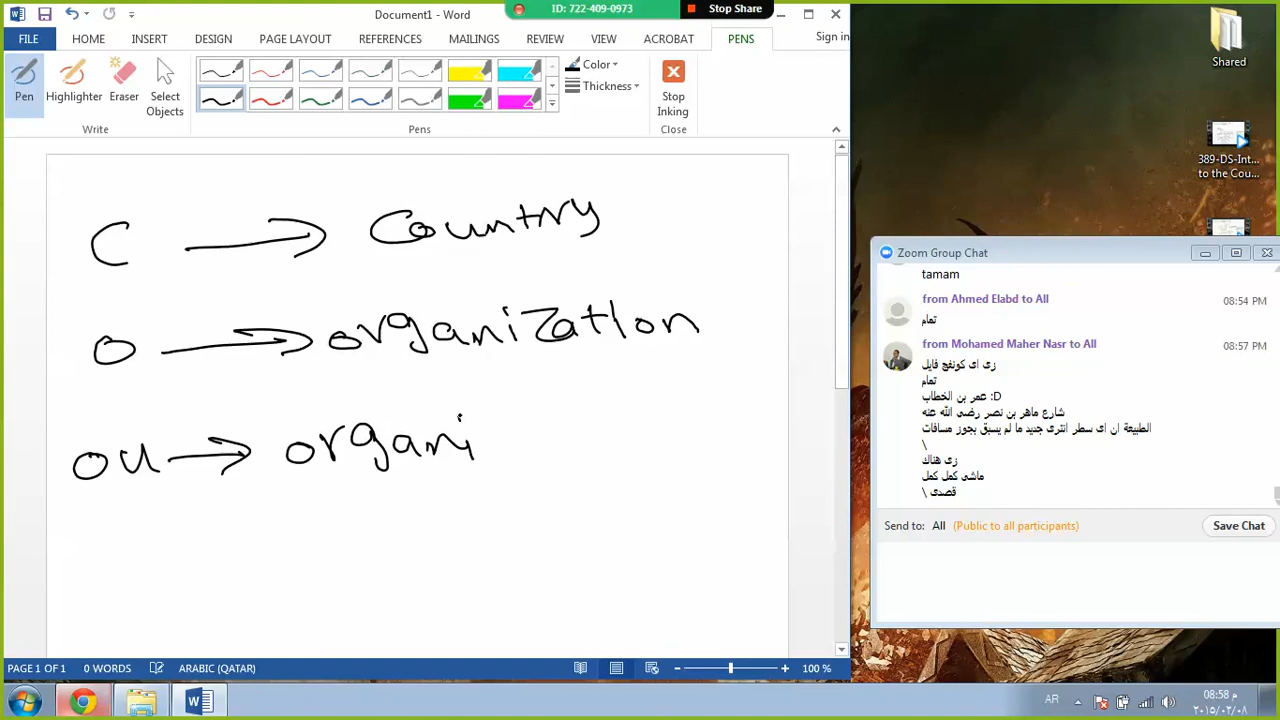 Document1 - Word
ID: 722-409-0973
Stop Share
FILE HOME INSERT DESIGN PAGE LAYOUT REFERENCES MAILINGS REVIEW VIEW ACROBAT PENS Sign in
Pen Highlighter Eraser Select Objects
Color
Thickness
Stop Inking
Write Pens Close
C → Country
O → organization
OU → organi
Shared
389-DS-Int...
to the Cou...
Zoom Group Chat
tamam
from Ahmed Elabd to All 08:54 PM
تمام
from Mohamed Maher Nasr to All 08:57 PM
زى اى كونفج فايل
تمام
عمر بن الخطاب :D
شارع ماهر بن نصر رضى الله عنه
الطبيعة ان اى سطر انترى جديد ما لم يسبق بجوز مسافات
\
زى هناك
ماشى كمل كمل
قصدى \
Send to: All (Public to all participants) Save Chat
PAGE 1 OF 1 0 WORDS ARABIC (QATAR) 100 %
AR
08:58 م
٢٠١٥/٠٢/٠٨